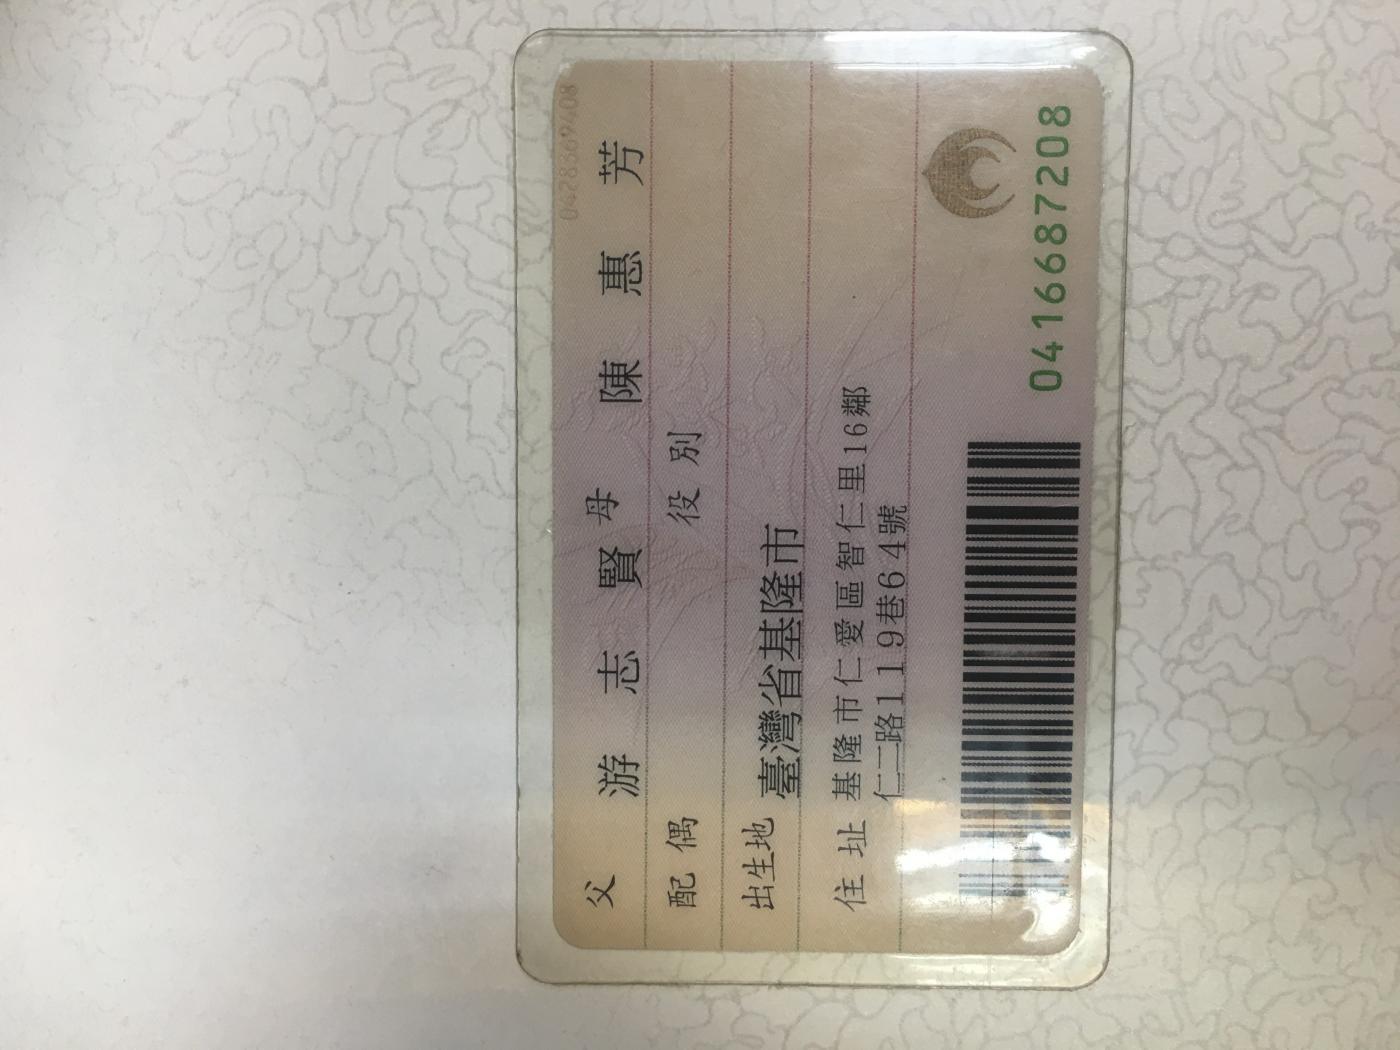 0428369408
父 游志賢 母 陳惠芳
配偶 役別
出生地 臺灣省基隆市
住址 基隆市仁愛區智仁里16鄰
仁二路119巷64號
0416687208